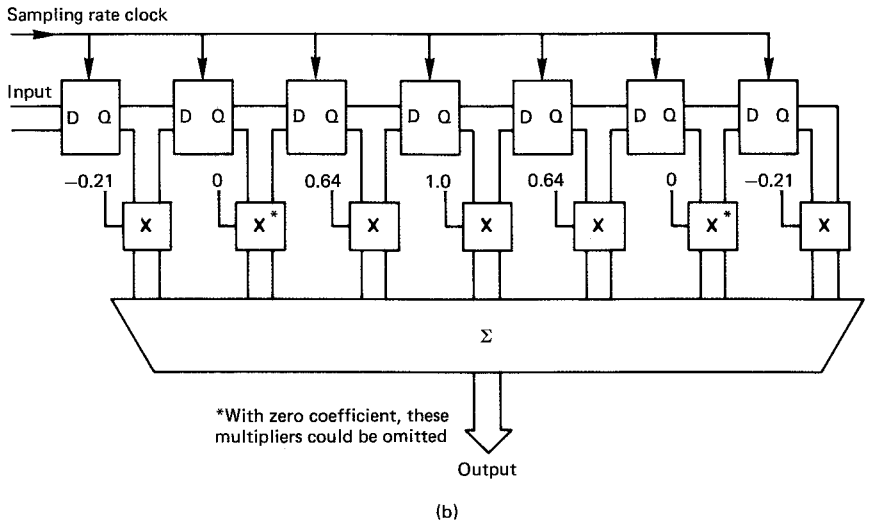 Sampling rate clock
Input
D Q D Q D Q D Q D Q D Q D Q
−0.21 0 0.64 1.0 0.64 0 −0.21
X X* X X X X* X
Σ
*With zero coefficient, these
multipliers could be omitted
Output
(b)